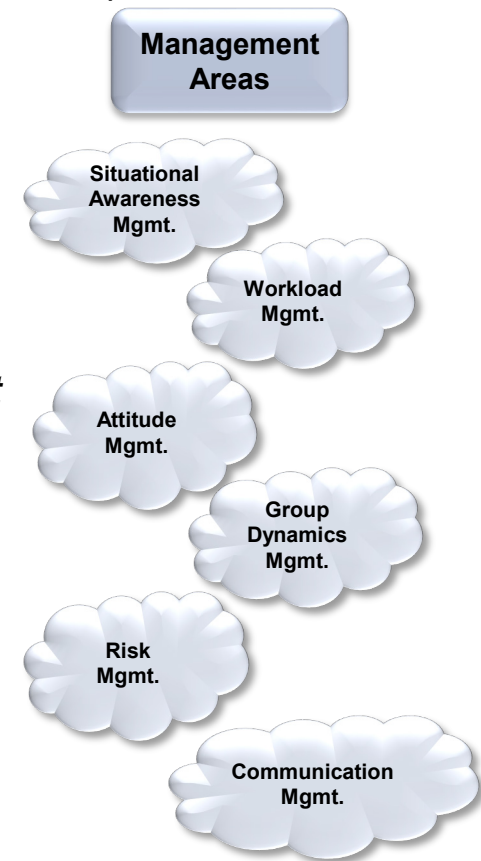 Management
Areas
Situational
Awareness
Mgmt.
Workload
Mgmt.
Attitude
Mgmt.
Group
Dynamics
Mgmt.
Risk
Mgmt.
Communication
Mgmt.